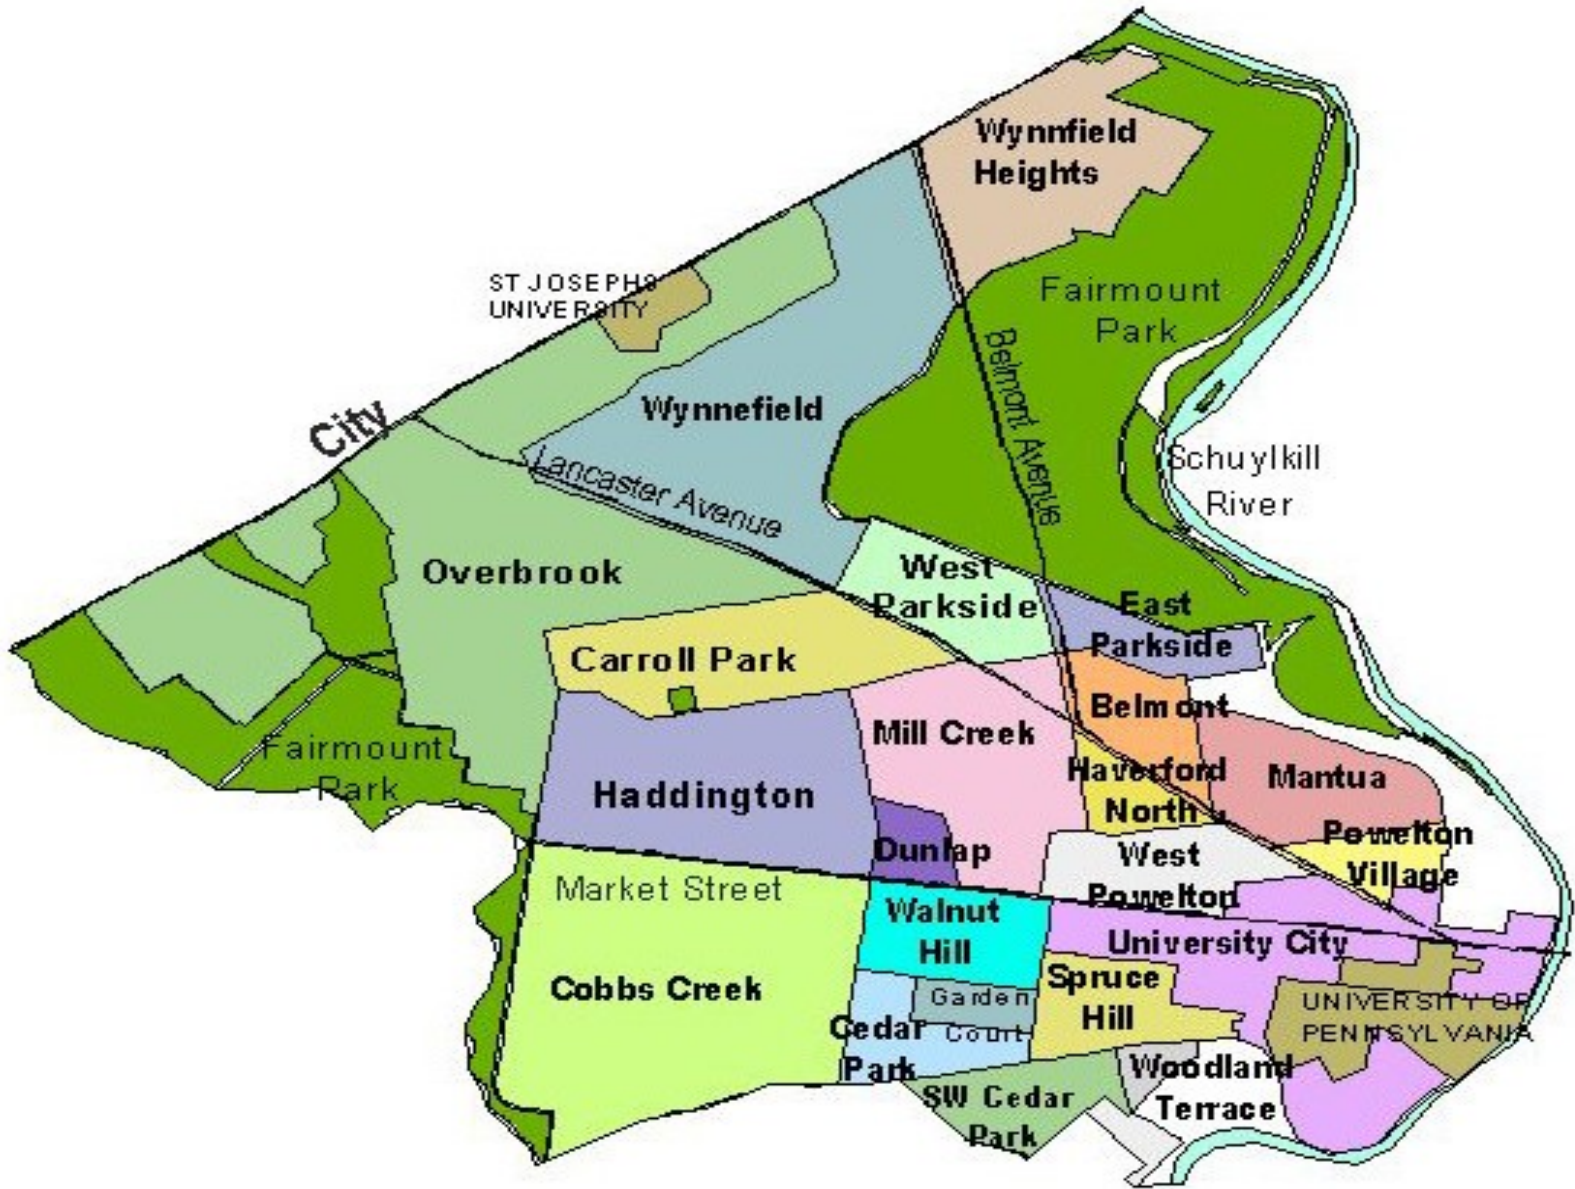 Wynnfield
Heights
ST JOSEPHS
UNIVERSITY
Fairmount
Park
City
Wynnefield
Belmont Avenue
Lancaster Avenue
Schuylkill
River
Overbrook
West
Parkside
East
Parkside
Carroll Park
Belmont
Mill Creek
Fairmount
Park
Haddington
Haverford
North
Mantua
Dunlap
West
Powelton
Powelton
Village
Market Street
Walnut
Hill
University City
Cobbs Creek
Spruce
Hill
Garden
Court
UNIVERSITY OF
PENNSYLVANIA
Cedar
Park
Woodland
Terrace
SW Cedar
Park